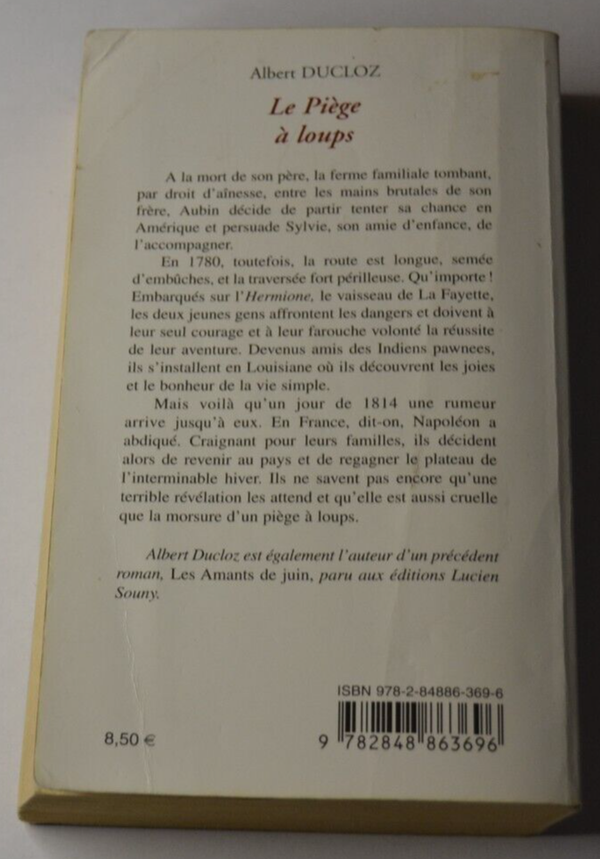 Albert DUCLOZ
Le Piège
à loups
A la mort de son père, la ferme familiale tombant,
par droit d'aînesse, entre les mains brutales de son
frère, Aubin décide de partir tenter sa chance en
Amérique et persuade Sylvie, son amie d'enfance, de
l'accompagner.
En 1780, toutefois, la route est longue, semée
d'embûches, et la traversée fort périlleuse. Qu'importe !
Embarqués sur l'Hermione, le vaisseau de La Fayette,
les deux jeunes gens affrontent les dangers et doivent à
leur seul courage et à leur farouche volonté la réussite
de leur aventure. Devenus amis des Indiens pawnees,
ils s'installent en Louisiane où ils découvrent les joies
et le bonheur de la vie simple.
Mais voilà qu'un jour de 1814 une rumeur
arrive jusqu'à eux. En France, dit-on, Napoléon a
abdiqué. Craignant pour leurs familles, ils décident
alors de revenir au pays et de regagner le plateau de
l'interminable hiver. Ils ne savent pas encore qu'une
terrible révélation les attend et qu'elle est aussi cruelle
que la morsure d'un piège à loups.
Albert Ducloz est également l'auteur d'un précédent
roman, Les Amants de juin, paru aux éditions Lucien
Souny.
ISBN 978-2-84886-369-6
8,50 €
9 782848 863696